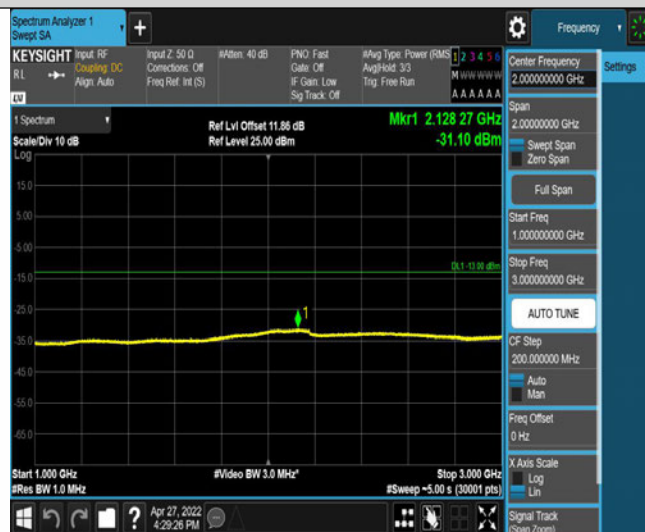 Spectrum Analyzer 1
Swept SA
+
Frequency
KEYSIGHT
RL
LXI
Input: RF
Coupling: DC
Align: Auto
Input Z: 50 Ω
Corrections: Off
Freq Ref: Int (S)
#Atten: 40 dB
PNO: Fast
Gate: Off
IF Gain: Low
Sig Track: Off
#Avg Type: Power (RMS
Avg|Hold: 3/3
Trig: Free Run
1 2 3 4 5 6
M W W W W W
A A A A A A
Center Frequency
2.000000000 GHz
Settings
Span
2.00000000 GHz
Swept Span
Zero Span
Full Span
Start Freq
1.000000000 GHz
Stop Freq
3.000000000 GHz
AUTO TUNE
CF Step
200.000000 MHz
Auto
Man
Freq Offset
0 Hz
X Axis Scale
Log
Lin
Signal Track
(Span Zoom)
1 Spectrum
Scale/Div 10 dB
Ref Lvl Offset 11.86 dB
Ref Level 25.00 dBm
Mkr1 2.128 27 GHz
-31.10 dBm
Log
15.0
5.00
-5.00
DL1 -13.00 dBm
-15.0
-25.0
1
-35.0
-45.0
-55.0
-65.0
Start 1.000 GHz
#Res BW 1.0 MHz
#Video BW 3.0 MHz*
Stop 3.000 GHz
#Sweep ~5.00 s (30001 pts)
?
Apr 27, 2022
4:29:26 PM